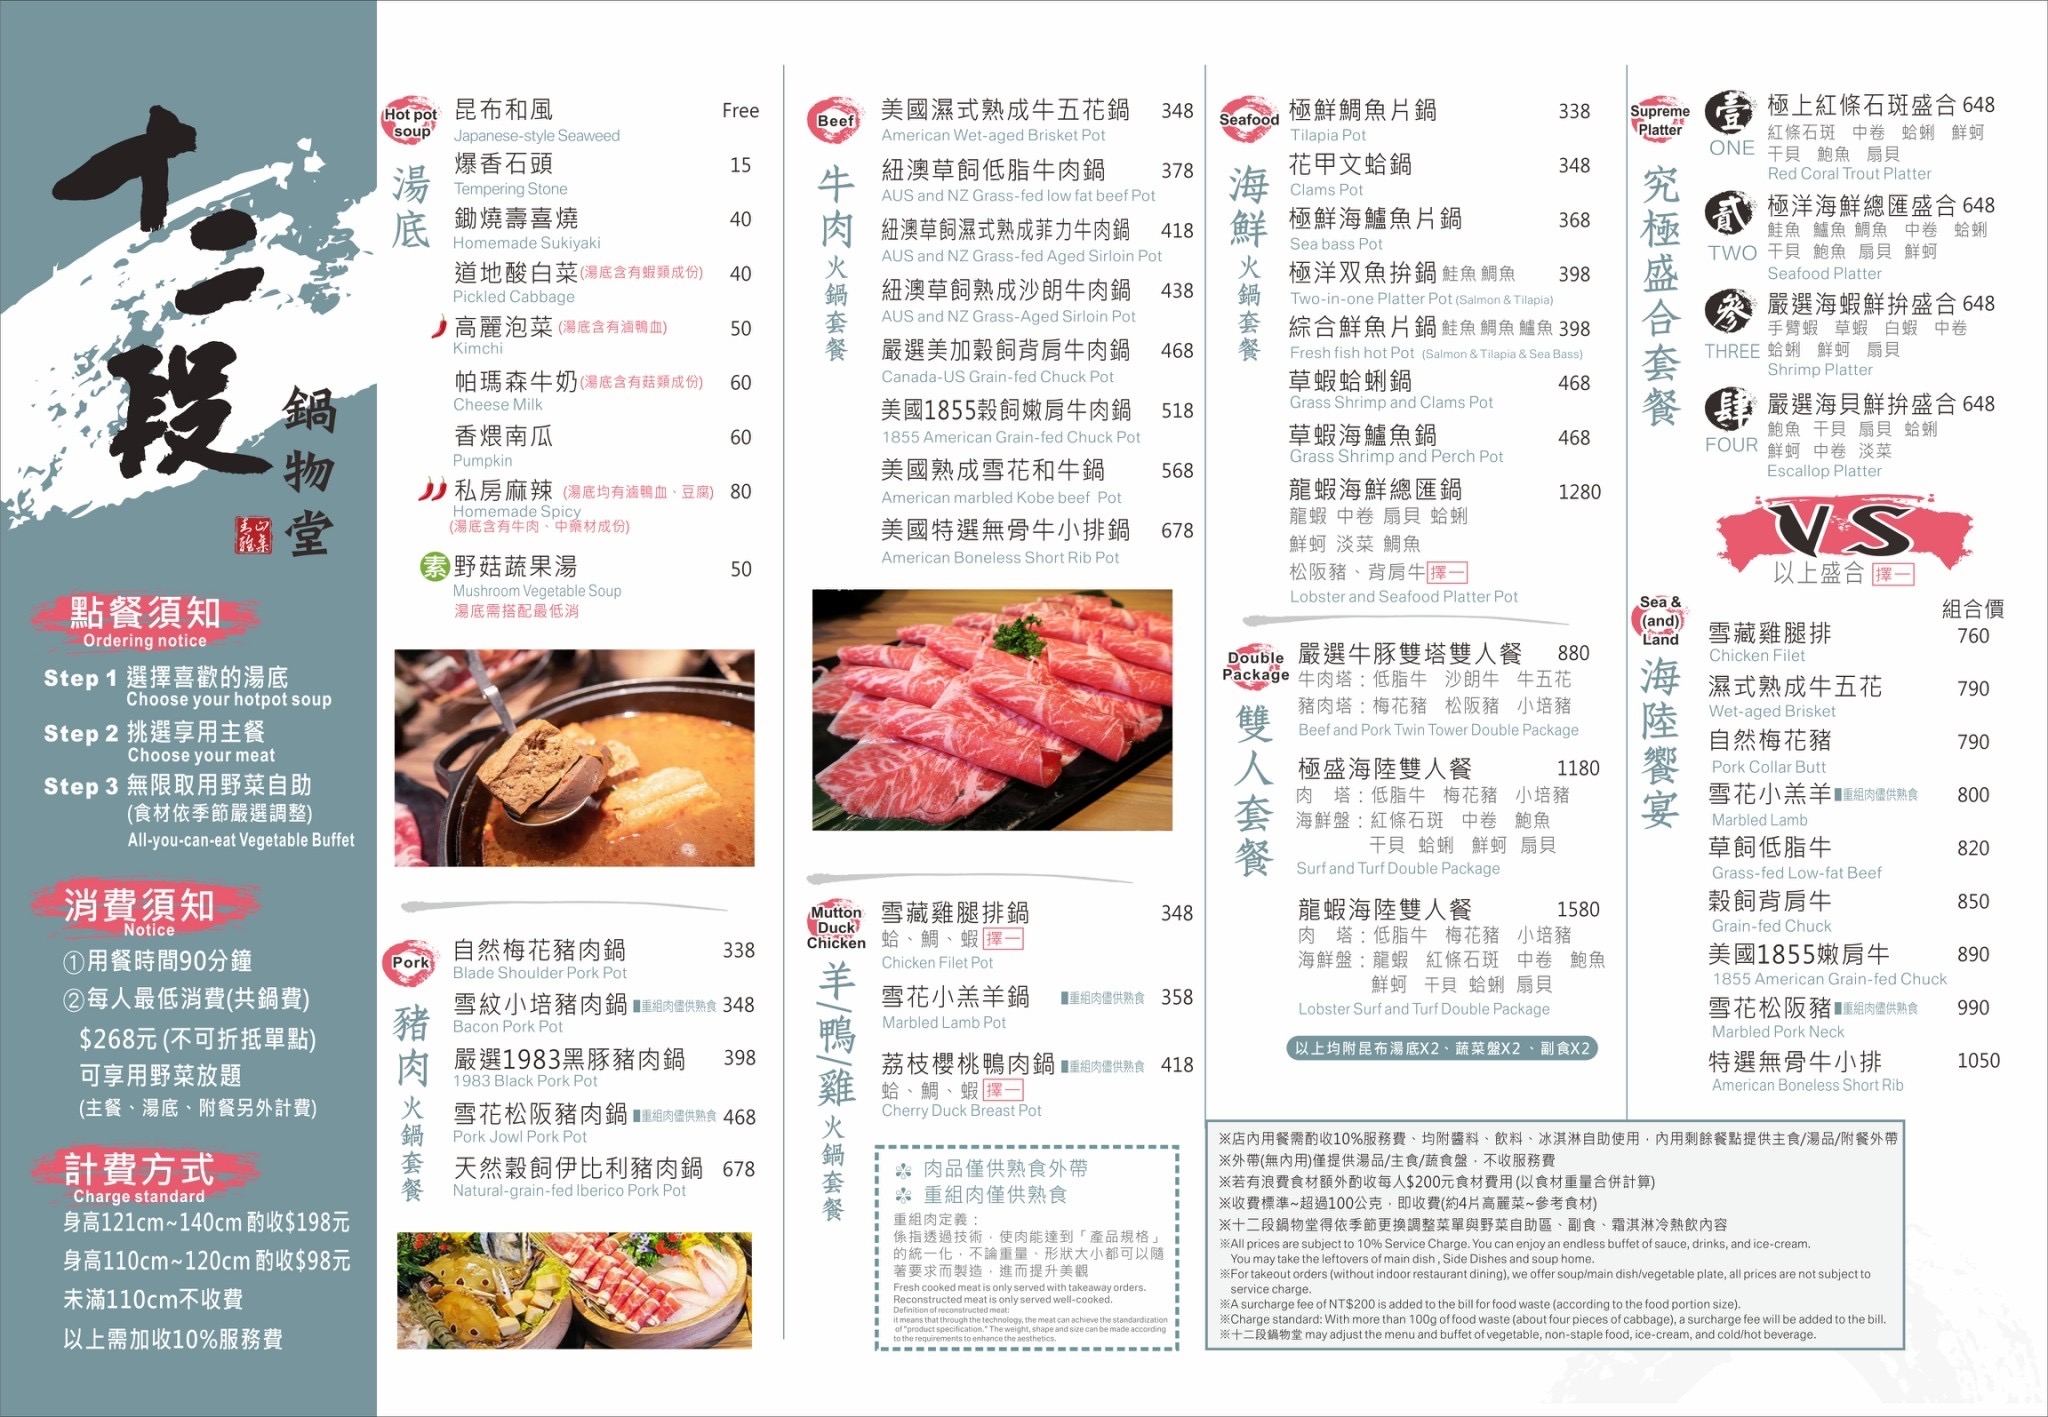 十二段
鍋物堂
點餐須知
Ordering notice
Step 1 選擇喜歡的湯底
Choose your hotpot soup
Step 2 挑選享用主餐
Choose your meat
Step 3 無限取用野菜自助
(食材依季節嚴選調整)
All-you-can-eat Vegetable Buffet
消費須知
Notice
①用餐時間90分鐘
②每人最低消費(共鍋費)
$268元 (不可折抵單點)
可享用野菜放題
(主餐、湯底、附餐另外計費)
計費方式
Charge standard
身高121cm~140cm 酌收$198元
身高110cm~120cm 酌收$98元
未滿110cm不收費
以上需加收10%服務費
Hot pot
soup
湯底
昆布和風 Free
Japanese-style Seaweed
爆香石頭 15
Tempering Stone
鋤燒壽喜燒 40
Homemade Sukiyaki
道地酸白菜(湯底含有蝦類成份) 40
Pickled Cabbage
高麗泡菜 (湯底含有滷鴨血) 50
Kimchi
帕瑪森牛奶(湯底含有菇類成份) 60
Cheese Milk
香煨南瓜 60
Pumpkin
私房麻辣 (湯底均有滷鴨血、豆腐) 80
Homemade Spicy
(湯底含有牛肉、中藥材成份)
素 野菇蔬果湯 50
Mushroom Vegetable Soup
湯底需搭配最低消
Pork
豬肉火鍋套餐
自然梅花豬肉鍋 338
Blade Shoulder Pork Pot
雪紋小培豬肉鍋 重組肉僅供熟食 348
Bacon Pork Pot
嚴選1983黑豚豬肉鍋 398
1983 Black Pork Pot
雪花松阪豬肉鍋 重組肉僅供熟食 468
Pork Jowl Pork Pot
天然穀飼伊比利豬肉鍋 678
Natural-grain-fed Iberico Pork Pot
Beef
牛肉火鍋套餐
美國濕式熟成牛五花鍋 348
American Wet-aged Brisket Pot
紐澳草飼低脂牛肉鍋 378
AUS and NZ Grass-fed low fat beef Pot
紐澳草飼濕式熟成菲力牛肉鍋 418
AUS and NZ Grass-fed Aged Sirloin Pot
紐澳草飼熟成沙朗牛肉鍋 438
AUS and NZ Grass-Aged Sirloin Pot
嚴選美加穀飼背肩牛肉鍋 468
Canada-US Grain-fed Chuck Pot
美國1855穀飼嫩肩牛肉鍋 518
1855 American Grain-fed Chuck Pot
美國熟成雪花和牛鍋 568
American marbled Kobe beef Pot
美國特選無骨牛小排鍋 678
American Boneless Short Rib Pot
Mutton
Duck
Chicken
羊/鴨/雞火鍋套餐
雪藏雞腿排鍋 348
蛤、鯛、蝦 擇一
Chicken Filet Pot
雪花小羔羊鍋 重組肉僅供熟食 358
Marbled Lamb Pot
荔枝櫻桃鴨肉鍋 重組肉僅供熟食 418
蛤、鯛、蝦 擇一
Cherry Duck Breast Pot
肉品僅供熟食外帶
重組肉僅供熟食
重組肉定義：
係指透過技術，使肉能達到「產品規格」
的統一化，不論重量、形狀大小都可以隨
著要求而製造，進而提升美觀
Fresh cooked meat is only served with takeaway orders.
Reconstructed meat is only served well-cooked.
Definition of reconstructed meat:
it means that through the technology, the meat can achieve the standardization
of "product specification." The weight, shape and size can be made according
to the requirements to enhance the aesthetics.
Seafood
海鮮火鍋套餐
極鮮鯛魚片鍋 338
Tilapia Pot
花甲文蛤鍋 348
Clams Pot
極鮮海鱸魚片鍋 368
Sea bass Pot
極洋双魚拚鍋 鮭魚 鯛魚 398
Two-in-one Platter Pot (Salmon & Tilapia)
綜合鮮魚片鍋 鮭魚 鯛魚 鱸魚 398
Fresh fish hot Pot (Salmon & Tilapia & Sea Bass)
草蝦蛤蜊鍋 468
Grass Shrimp and Clams Pot
草蝦海鱸魚鍋 468
Grass Shrimp and Perch Pot
龍蝦海鮮總匯鍋 1280
龍蝦 中卷 扇貝 蛤蜊
鮮蚵 淡菜 鯛魚
松阪豬、背肩牛 擇一
Lobster and Seafood Platter Pot
Double
Package
雙人套餐
嚴選牛豚雙塔雙人餐 880
牛肉塔：低脂牛 沙朗牛 牛五花
豬肉塔：梅花豬 松阪豬 小培豬
Beef and Pork Twin Tower Double Package
極盛海陸雙人餐 1180
肉 塔：低脂牛 梅花豬 小培豬
海鮮盤：紅條石斑 中卷 鮑魚
干貝 蛤蜊 鮮蚵 扇貝
Surf and Turf Double Package
龍蝦海陸雙人餐 1580
肉 塔：低脂牛 梅花豬 小培豬
海鮮盤：龍蝦 紅條石斑 中卷 鮑魚
鮮蚵 干貝 蛤蜊 扇貝
Lobster Surf and Turf Double Package
以上均附昆布湯底X2、蔬菜盤X2、副食X2
Supreme
Platter
究極盛合套餐
壹 ONE
極上紅條石斑盛合 648
紅條石斑 中卷 蛤蜊 鮮蚵
干貝 鮑魚 扇貝
Red Coral Trout Platter
貳 TWO
極洋海鮮總匯盛合 648
鮭魚 鱸魚 鯛魚 中卷 蛤蜊
干貝 鮑魚 扇貝 鮮蚵
Seafood Platter
參 THREE
嚴選海蝦鮮拚盛合 648
手臂蝦 草蝦 白蝦 中卷
蛤蜊 鮮蚵 扇貝
Shrimp Platter
肆 FOUR
嚴選海貝鮮拚盛合 648
鮑魚 干貝 扇貝 蛤蜊
鮮蚵 中卷 淡菜
Escallop Platter
VS
以上盛合 擇一
Sea &
(and)
Land
海陸饗宴
組合價
雪藏雞腿排 760
Chicken Filet
濕式熟成牛五花 790
Wet-aged Brisket
自然梅花豬 790
Pork Collar Butt
雪花小羔羊 重組肉僅供熟食 800
Marbled Lamb
草飼低脂牛 820
Grass-fed Low-fat Beef
穀飼背肩牛 850
Grain-fed Chuck
美國1855嫩肩牛 890
1855 American Grain-fed Chuck
雪花松阪豬 重組肉僅供熟食 990
Marbled Pork Neck
特選無骨牛小排 1050
American Boneless Short Rib
※店內用餐需酌收10%服務費、均附醬料、飲料、冰淇淋自助使用，內用剩餘餐點提供主食/湯品/附餐外帶
※外帶(無內用)僅提供湯品/主食/蔬食盤，不收服務費
※若有浪費食材額外酌收每人$200元食材費用 (以食材重量合併計算)
※收費標準~超過100公克，即收費(約4片高麗菜~參考食材)
※十二段鍋物堂得依季節更換調整菜單與野菜自助區、副食、霜淇淋冷熱飲內容
※All prices are subject to 10% Service Charge. You can enjoy an endless buffet of sauce, drinks, and ice-cream.
You may take the leftovers of main dish , Side Dishes and soup home.
※For takeout orders (without indoor restaurant dining), we offer soup/main dish/vegetable plate, all prices are not subject to
service charge.
※A surcharge fee of NT$200 is added to the bill for food waste (according to the food portion size).
※Charge standard: With more than 100g of food waste (about four pieces of cabbage), a surcharge fee will be added to the bill.
※十二段鍋物堂 may adjust the menu and buffet of vegetable, non-staple food, ice-cream, and cold/hot beverage.